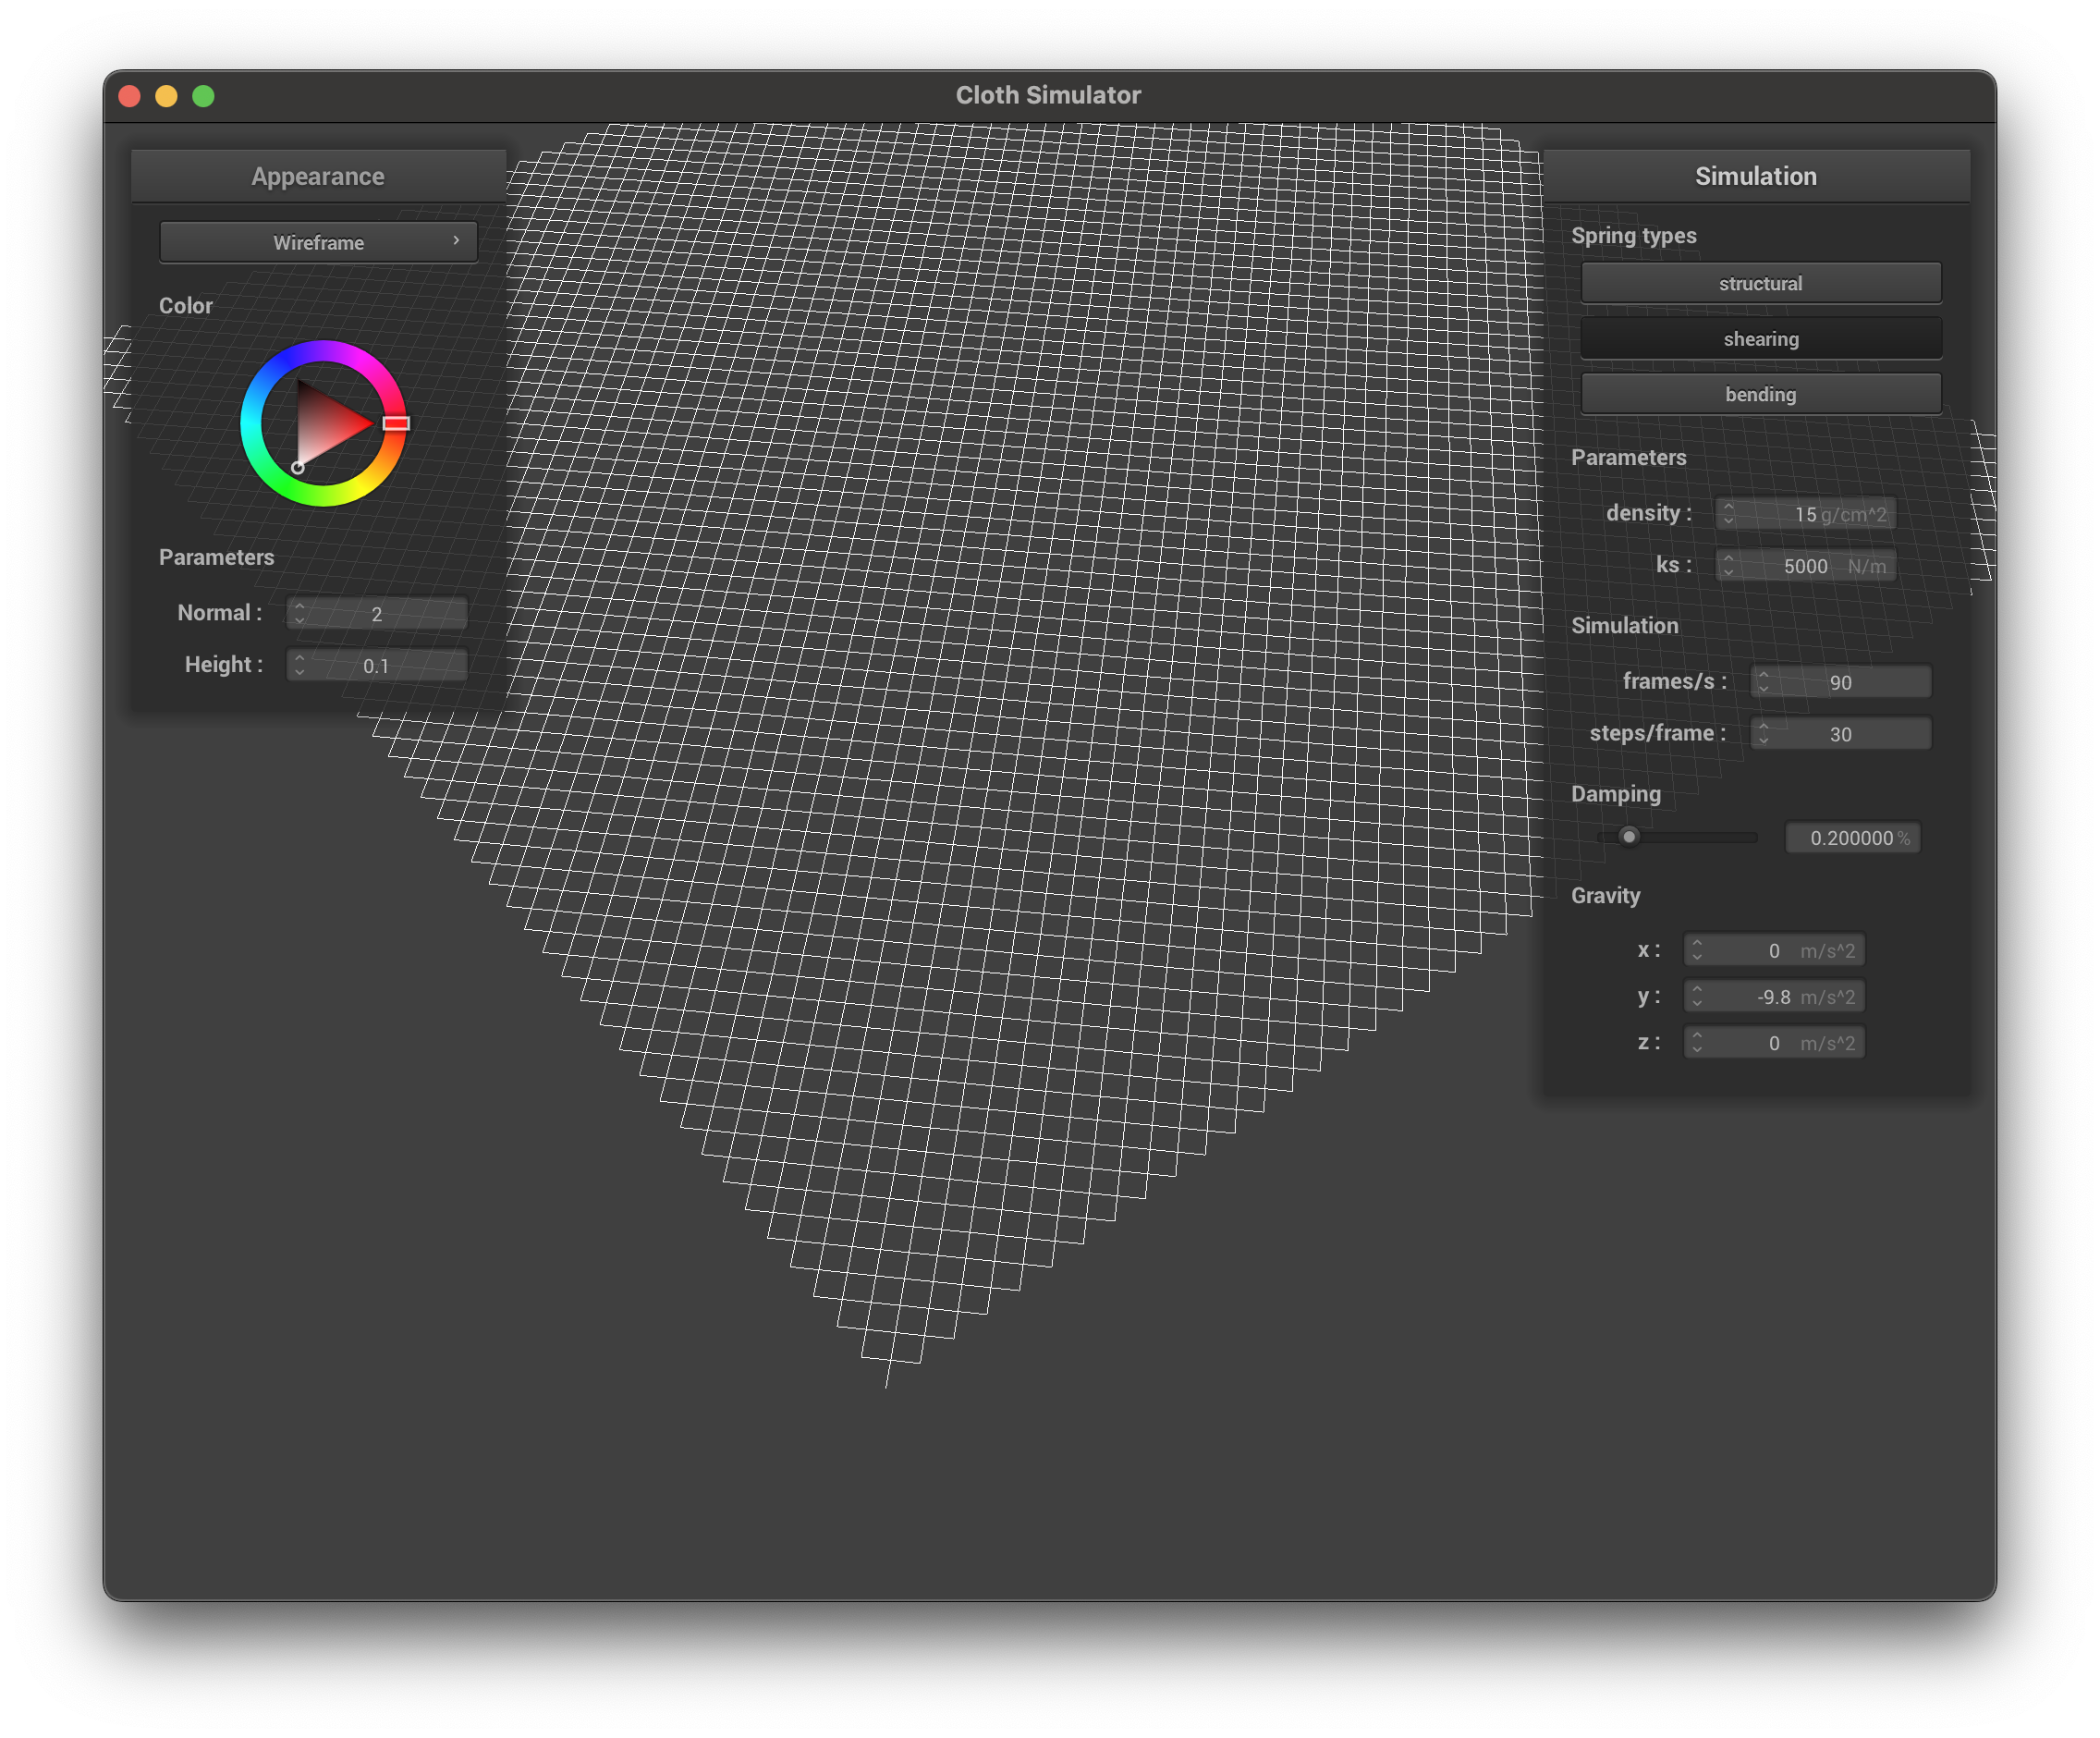 Cloth Simulator
Appearance
Wireframe ›
Color
Parameters
Normal : 2
Height : 0.1
Simulation
Spring types
structural
shearing
bending
Parameters
density : 15 g/cm^2
ks : 5000 N/m
Simulation
frames/s : 90
steps/frame : 30
Damping
0.200000 %
Gravity
x : 0 m/s^2
y : -9.8 m/s^2
z : 0 m/s^2